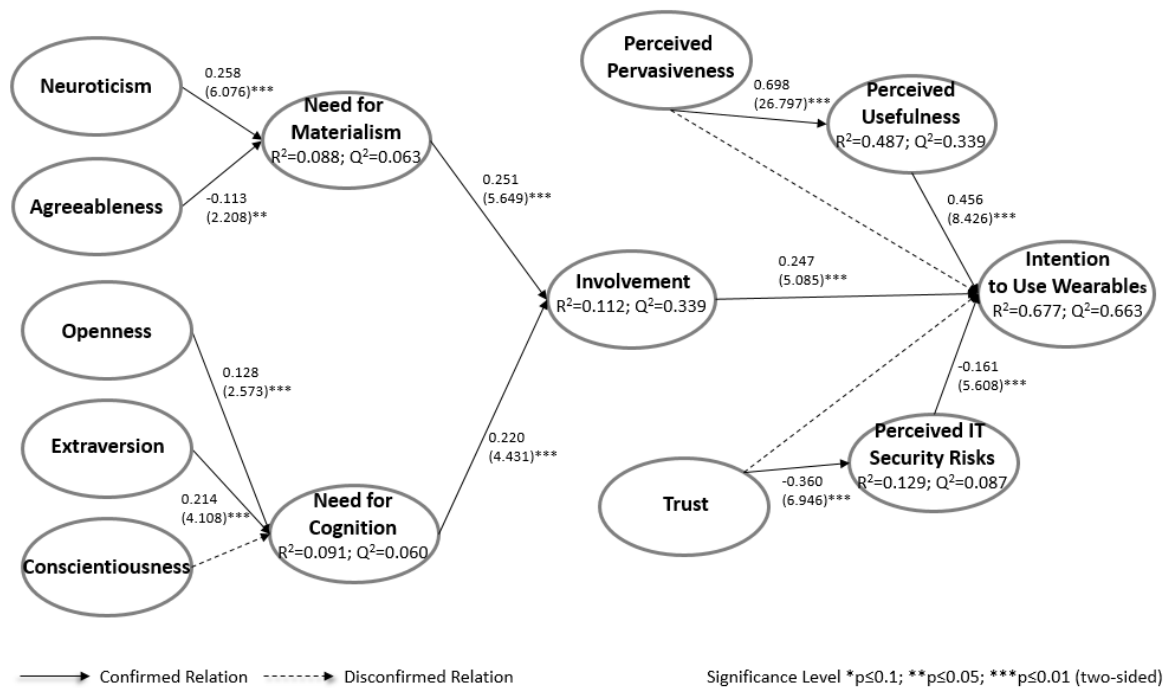 Neuroticism
0.258
(6.076)***
Agreeableness
-0.113
(2.208)**
Need for
Materialism
R²=0.088; Q²=0.063
Openness
0.128
(2.573)***
Extraversion
0.214
(4.108)***
Conscientiousness
Need for
Cognition
R²=0.091; Q²=0.060
0.251
(5.649)***
0.220
(4.431)***
Involvement
R²=0.112; Q²=0.339
0.247
(5.085)***
Perceived
Pervasiveness
0.698
(26.797)***
Perceived
Usefulness
R²=0.487; Q²=0.339
0.456
(8.426)***
Intention
to Use Wearables
R²=0.677; Q²=0.663
-0.161
(5.608)***
Perceived IT
Security Risks
R²=0.129; Q²=0.087
Trust
-0.360
(6.946)***
Confirmed Relation
Disconfirmed Relation
Significance Level *p≤0.1; **p≤0.05; ***p≤0.01 (two-sided)